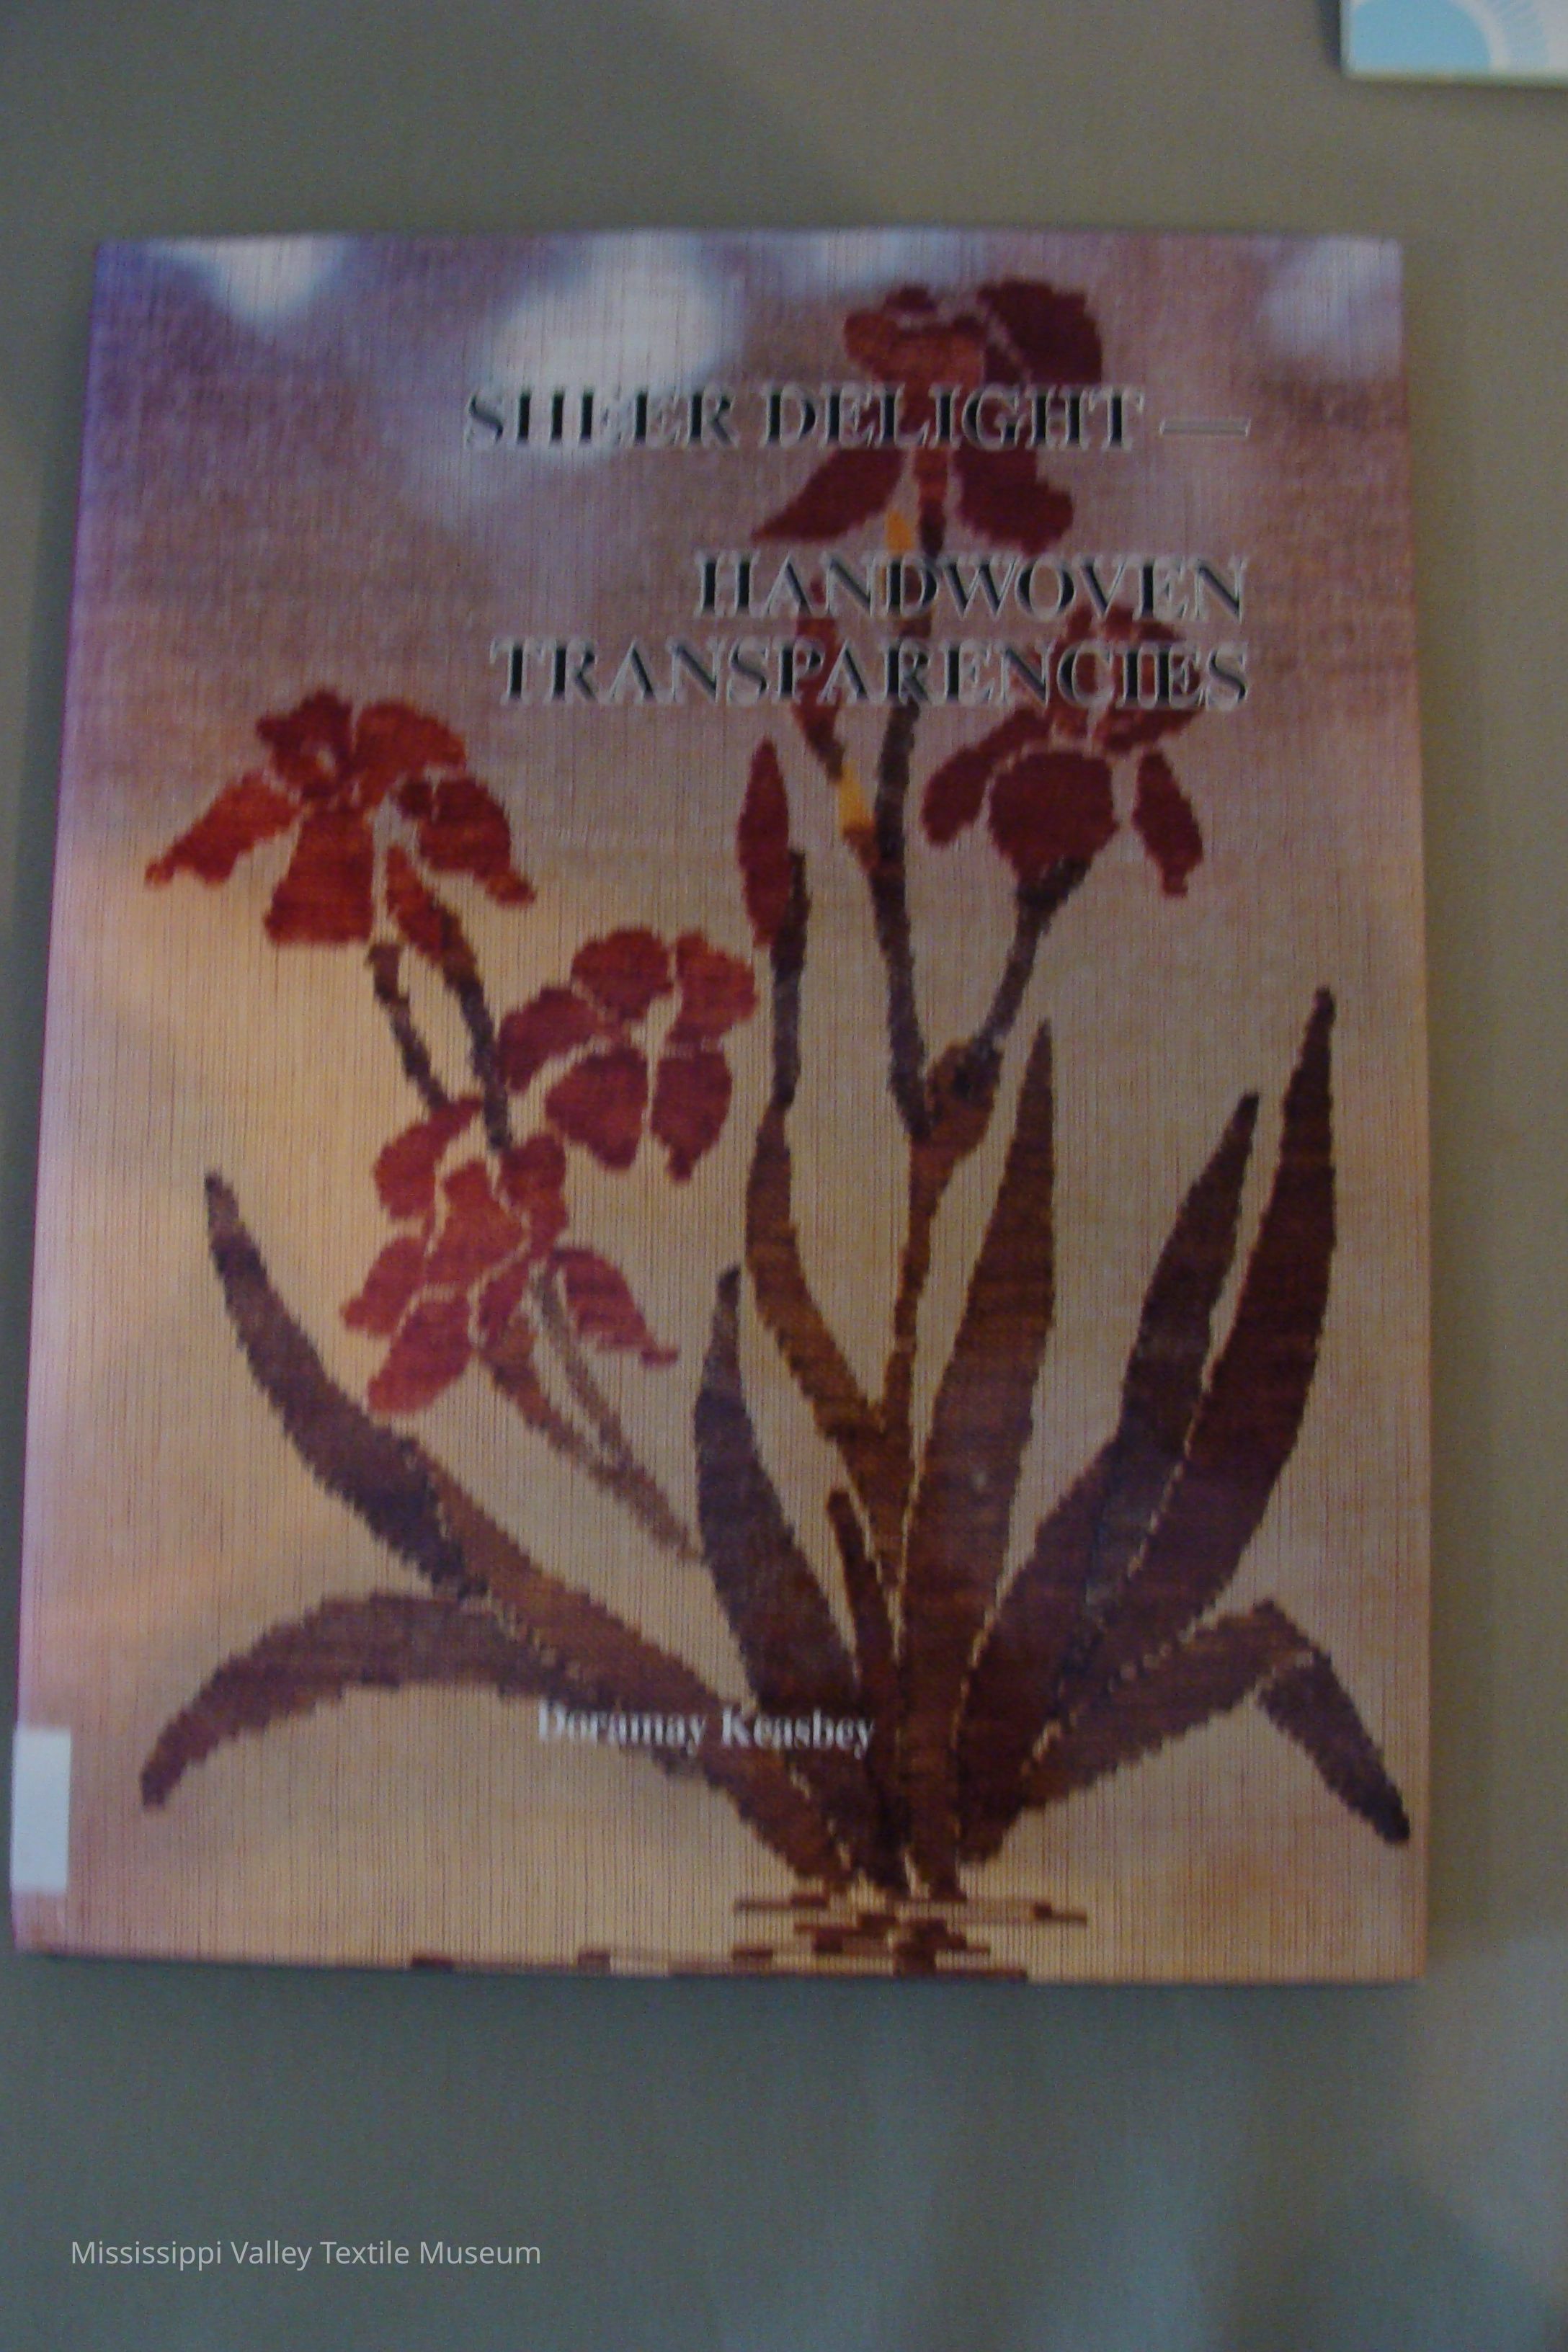 SHEER DELIGHT —
HANDWOVEN
TRANSPARENCIES
Doramay Keasbey
Mississippi Valley Textile Museum